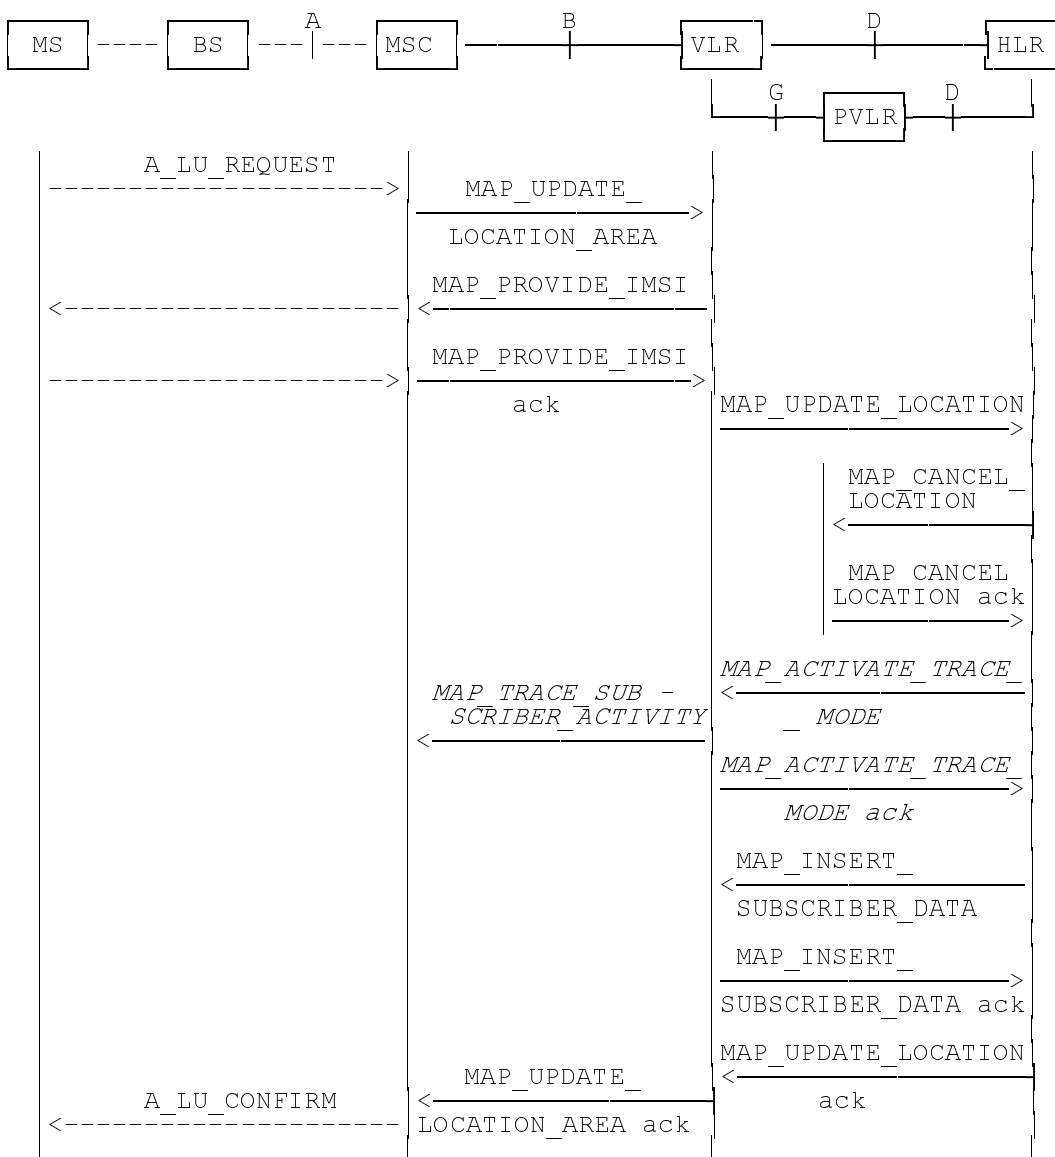 A B D
MS BS MSC VLR HLR
G D
PVLR
A_LU_REQUEST
MAP_UPDATE_
LOCATION_AREA
MAP_PROVIDE_IMSI
MAP_PROVIDE_IMSI
ack
MAP_UPDATE_LOCATION
MAP_CANCEL_
LOCATION
MAP CANCEL
LOCATION ack
MAP_ACTIVATE_TRACE_
MAP_TRACE_SUB -
SCRIBER_ACTIVITY _ MODE
MAP_ACTIVATE_TRACE_
MODE ack
MAP_INSERT_
SUBSCRIBER_DATA
MAP_INSERT_
SUBSCRIBER_DATA ack
MAP_UPDATE_LOCATION
MAP_UPDATE_
A_LU_CONFIRM ack
LOCATION_AREA ack